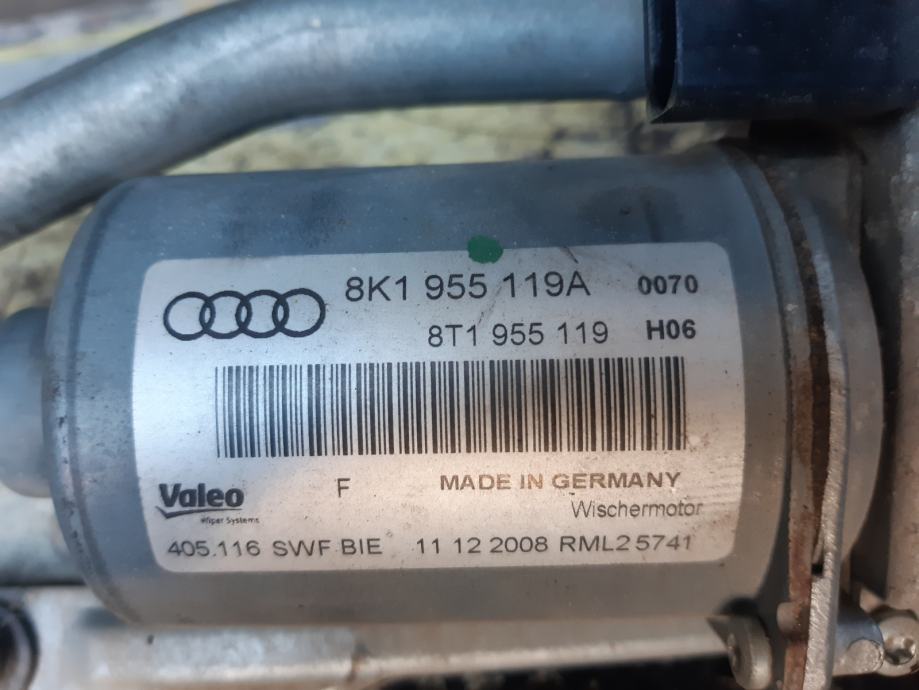 8K1 955 119A 0070
8T1 955 119 H06
Valeo
Wiper Systems
F
MADE IN GERMANY
Wischermotor
405.116 SWF BIE 11 12 2008 RML2 5741